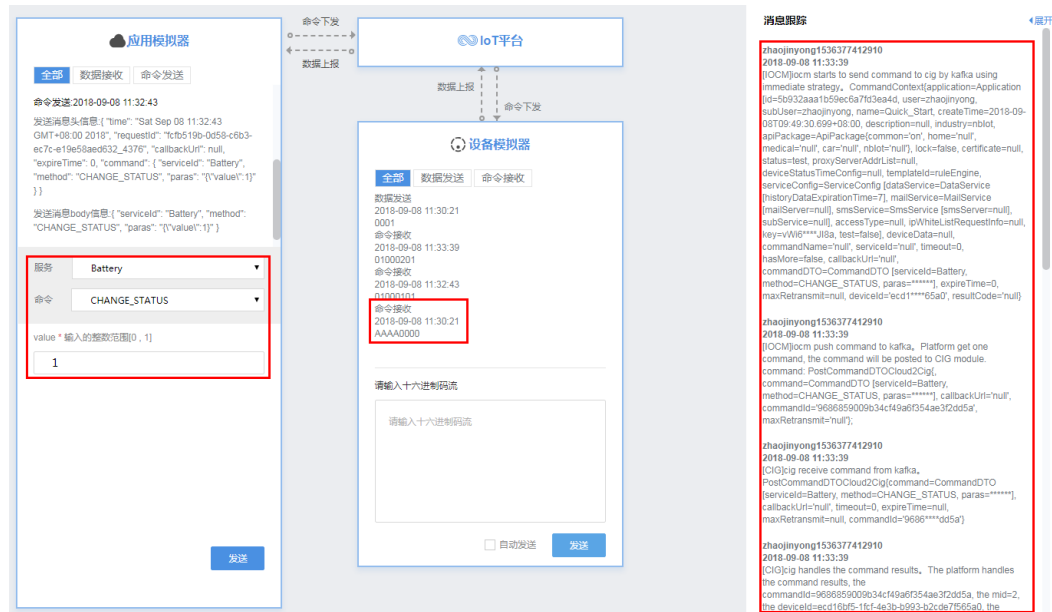 应用模拟器
全部 数据接收 命令发送
命令发送:2018-09-08 11:32:43
发送消息头信息:{ "time": "Sat Sep 08 11:32:43
GMT+08:00 2018", "requestId": "fcfb519b-0d58-c6b3-
ec7c-e19e58aed632_4376", "callbackUrl": null,
"expireTime": 0, "command": { "serviceId": "Battery",
"method": "CHANGE_STATUS", "paras": "{\"value\":1}"
} }
发送消息body信息:{ "serviceId": "Battery", "method":
"CHANGE_STATUS", "paras": "{\"value\":1}" }
服务 Battery
命令 CHANGE_STATUS
value * 输入的整数范围[0 , 1]
1
发送
命令下发
数据上报
IoT平台
数据上报
命令下发
设备模拟器
全部 数据发送 命令接收
数据发送
2018-09-08 11:30:21
0001
命令接收
2018-09-08 11:33:39
01000201
命令接收
2018-09-08 11:32:43
01000101
命令接收
2018-09-08 11:30:21
AAAA0000
请输入十六进制码流
请输入十六进制码流
自动发送 发送
消息跟踪 展开
zhaojinyong1536377412910
2018-09-08 11:33:39
[IOCM]iocm starts to send command to cig by kafka using
immediate strategy。CommandContext{application=Application
[id=5b932aaa1b59ec6a7fd3ea4d, user=zhaojinyong,
subUser=zhaojinyong, name=Quick_Start, createTime=2018-09-
08T09:49:30.699+08:00, description=null, industry=nbIot,
apiPackage=ApiPackage{common='on', home='null',
medical='null', car='null', nbIot='null'}, lock=false, certificate=null,
status=test, proxyServerAddrList=null,
deviceStatusTimeConfig=null, templateId=ruleEngine,
serviceConfig=ServiceConfig [dataService=DataService
[historyDataExpirationTime=7], mailService=MailService
[mailServer=null], smsService=SmsService [smsServer=null],
subService=null], accessType=null, ipWhiteListRequestInfo=null,
key=vWi6****JI8a, test=false], deviceData=null,
commandName='null', serviceId='null', timeout=0,
hasMore=false, callbackUrl='null',
commandDTO=CommandDTO [serviceId=Battery,
method=CHANGE_STATUS, paras=******], expireTime=0,
maxRetransmit=null, deviceId='ecd1****65a0', resultCode='null}
zhaojinyong1536377412910
2018-09-08 11:33:39
[IOCM]iocm push command to kafka。Platform get one
command, the command will be posted to CIG module.
command: PostCommandDTOCloud2Cig{,
command=CommandDTO [serviceId=Battery,
method=CHANGE_STATUS, paras=******], callbackUrl='null',
commandId='9686859009b34cf49a6f354ae3f2dd5a',
maxRetransmit='null'};
zhaojinyong1536377412910
2018-09-08 11:33:39
[CIG]cig receive command from kafka。
PostCommandDTOCloud2Cig{command=CommandDTO
[serviceId=Battery, method=CHANGE_STATUS, paras=******],
callbackUrl='null', timeout=0, expireTime=null,
maxRetransmit=null, commandId='9686****dd5a'}
zhaojinyong1536377412910
2018-09-08 11:33:39
[CIG]cig handles the command results。The platform handles
the command results, the
commandId=9686859009b34cf49a6f354ae3f2dd5a, the mid=2,
the deviceId=ecd16bf5-1fcf-4e3b-b993-b2cde7f565a0, the